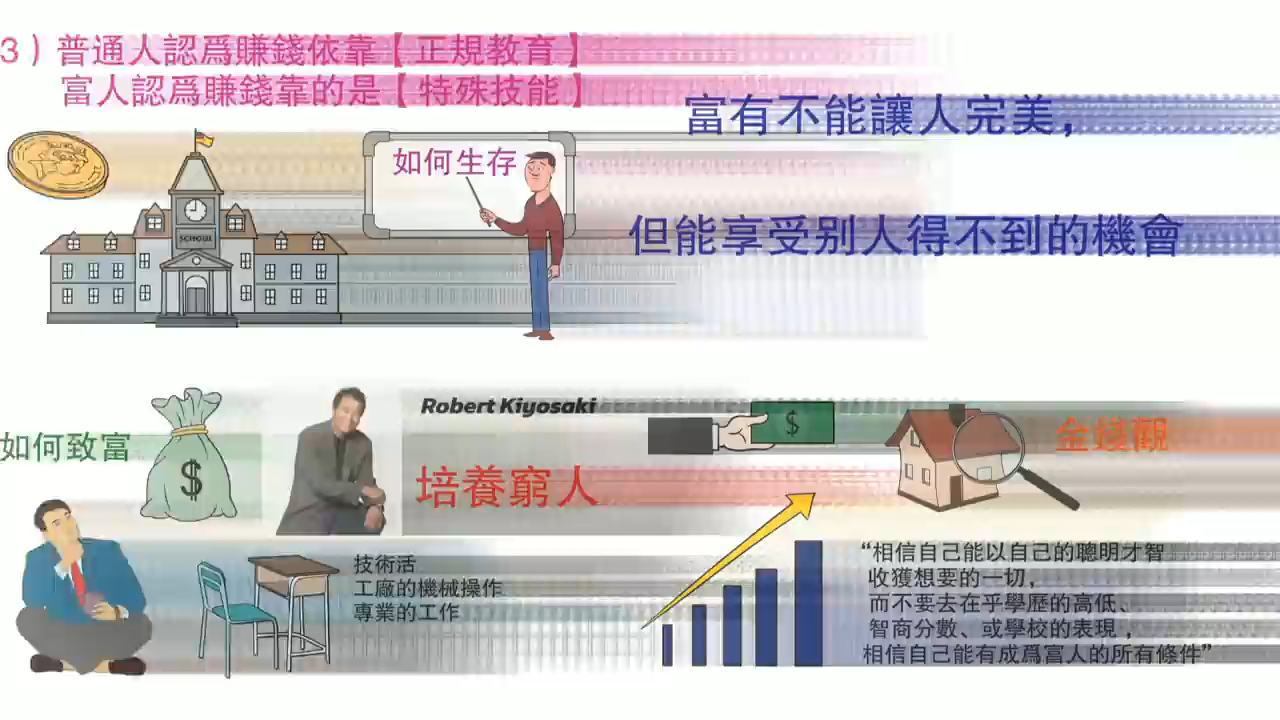 3）普通人認爲賺錢依靠【正規教育】
富人認爲賺錢靠的是【特殊技能】
富有不能讓人完美，
但能享受别人得不到的機會
如何生存
SCHOOL
如何致富
$
Robert Kiyosaki
培養窮人
$
金錢觀
技術活
工廠的機械操作
專業的工作
“相信自己能以自己的聰明才智
收獲想要的一切，
而不要去在乎學歷的高低、
智商分數、或學校的表現，
相信自己能有成爲富人的所有條件”